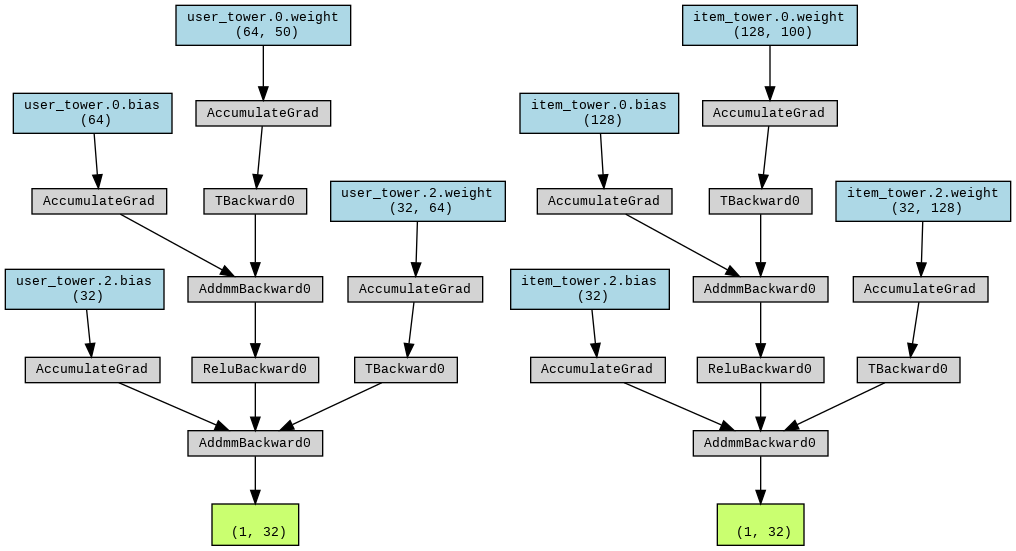 user_tower.0.weight
(64, 50)
item_tower.0.weight
(128, 100)
user_tower.0.bias
(64)
AccumulateGrad
item_tower.0.bias
(128)
AccumulateGrad
AccumulateGrad
TBackward0
user_tower.2.weight
(32, 64)
AccumulateGrad
TBackward0
item_tower.2.weight
(32, 128)
user_tower.2.bias
(32)
AddmmBackward0
AccumulateGrad
item_tower.2.bias
(32)
AddmmBackward0
AccumulateGrad
AccumulateGrad
ReluBackward0
TBackward0
AccumulateGrad
ReluBackward0
TBackward0
AddmmBackward0
AddmmBackward0
(1, 32)
(1, 32)